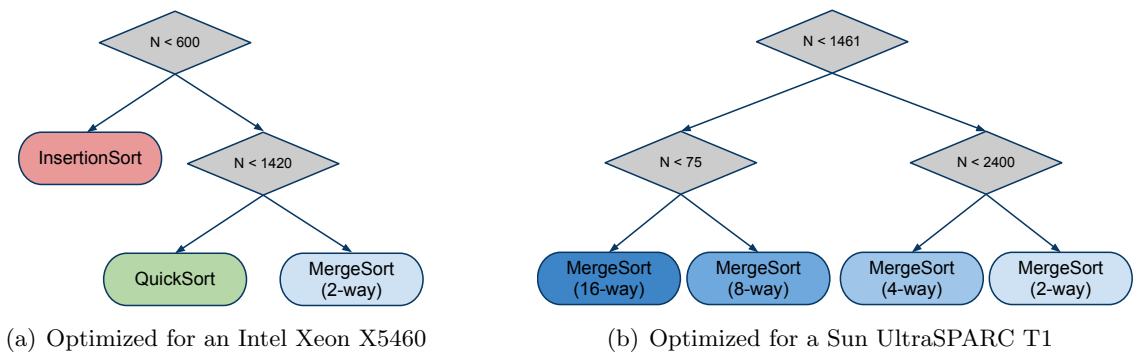 N < 600
InsertionSort
N < 1420
QuickSort
MergeSort
(2-way)
(a) Optimized for an Intel Xeon X5460
N < 1461
N < 75
N < 2400
MergeSort
(16-way)
MergeSort
(8-way)
MergeSort
(4-way)
MergeSort
(2-way)
(b) Optimized for a Sun UltraSPARC T1